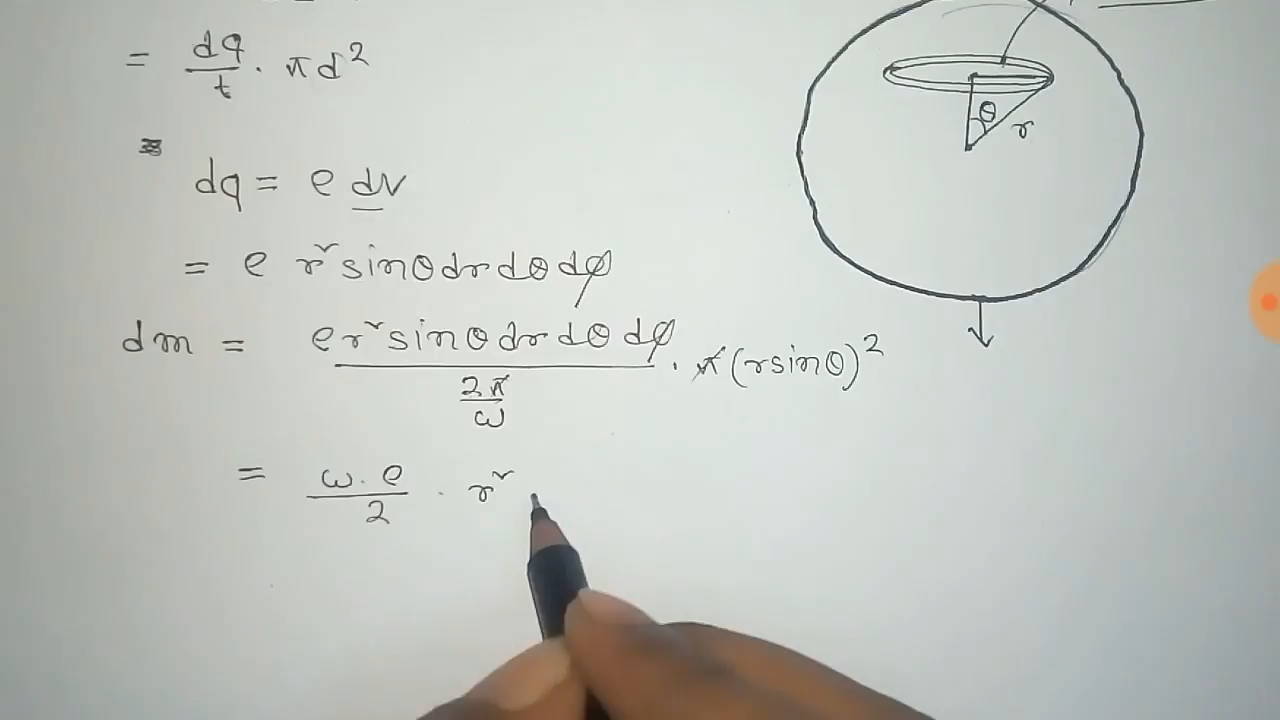 = dq/t . πd²
dq = ρ dv
= ρ r² sinθ dr dθ dφ
dm = ρ r² sinθ dr dθ dφ / (2π/ω) . π (r sinθ)²
= ω . ρ / 2 . r²
θ
r